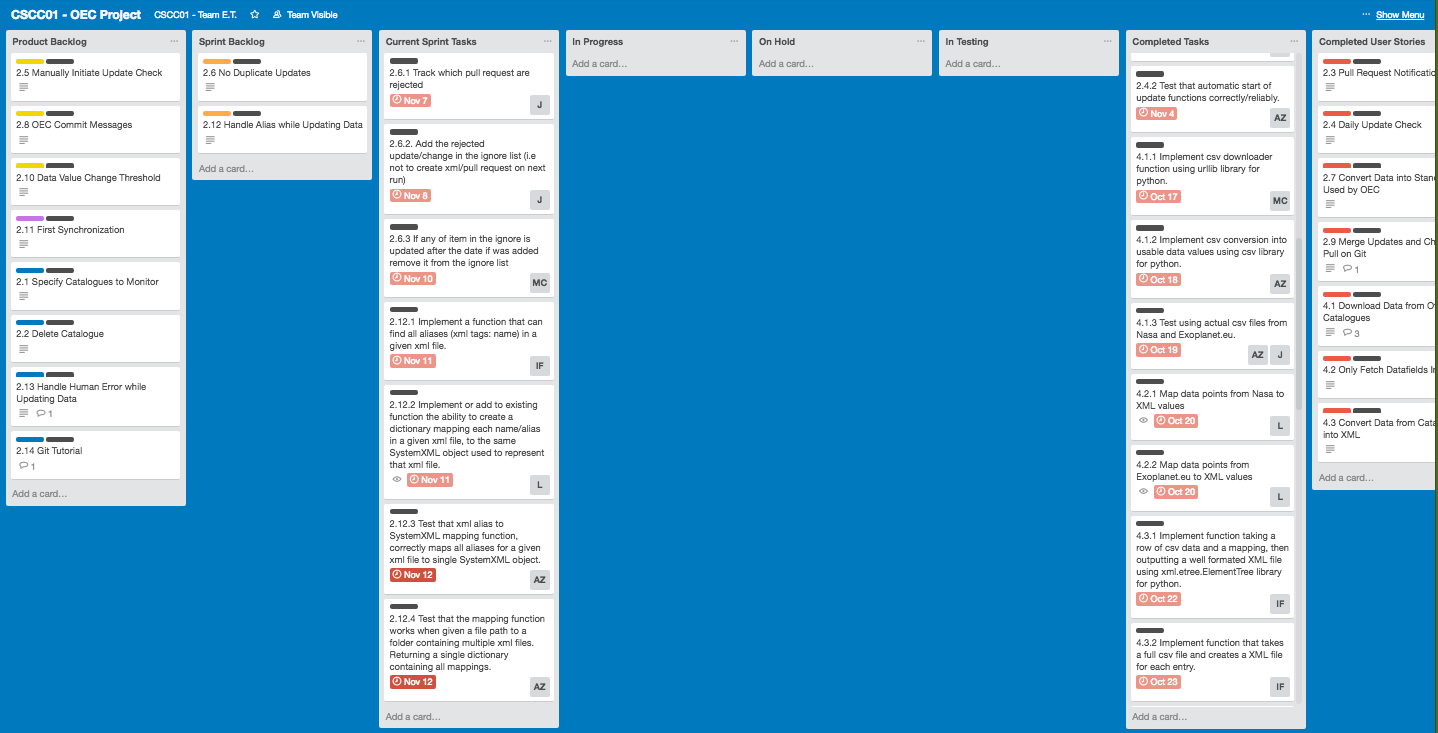 CSCC01 - OEC Project
CSCC01 - Team E.T.
Team Visible
Show Menu
Product Backlog
2.5 Manually Initiate Update Check
2.8 OEC Commit Messages
2.10 Data Value Change Threshold
2.11 First Synchronization
2.1 Specify Catalogues to Monitor
2.2 Delete Catalogue
2.13 Handle Human Error while
Updating Data
1
2.14 Git Tutorial
1
Add a card…
Sprint Backlog
2.6 No Duplicate Updates
2.12 Handle Alias while Updating Data
Add a card…
Current Sprint Tasks
2.6.1 Track which pull request are
rejected
Nov 7
J
2.6.2. Add the rejected
update/change in the ignore list (i.e
not to create xml/pull request on next
run)
Nov 8
J
2.6.3 If any of item in the ignore is
updated after the date if was added
remove it from the ignore list
Nov 10
MC
2.12.1 Implement a function that can
find all aliases (xml tags: name) in a
given xml file.
Nov 11
IF
2.12.2 Implement or add to existing
function the ability to create a
dictionary mapping each name/alias
in a given xml file, to the same
SystemXML object used to represent
that xml file.
Nov 11
L
2.12.3 Test that xml alias to
SystemXML mapping function,
correctly maps all aliases for a given
xml file to single SystemXML object.
Nov 12
AZ
2.12.4 Test that the mapping function
works when given a file path to a
folder containing multiple xml files.
Returning a single dictionary
containing all mappings.
Nov 12
AZ
Add a card…
In Progress
Add a card…
On Hold
Add a card…
In Testing
Add a card…
Completed Tasks
2.4.2 Test that automatic start of
update functions correctly/reliably.
Nov 4
AZ
4.1.1 Implement csv downloader
function using urllib library for
python.
Oct 17
MC
4.1.2 Implement csv conversion into
usable data values using csv library
for python.
Oct 18
AZ
4.1.3 Test using actual csv files from
Nasa and Exoplanet.eu.
Oct 19
AZ J
4.2.1 Map data points from Nasa to
XML values
Oct 20
L
4.2.2 Map data points from
Exoplanet.eu to XML values
Oct 20
L
4.3.1 Implement function taking a
row of csv data and a mapping, then
outputting a well formated XML file
using xml.etree.ElementTree library
for python.
Oct 22
IF
4.3.2 Implement function that takes
a full csv file and creates a XML file
for each entry.
Oct 23
IF
Add a card…
Completed User Stories
2.3 Pull Request Notificatio
2.4 Daily Update Check
2.7 Convert Data into Stan
Used by OEC
2.9 Merge Updates and Ch
Pull on Git
1
4.1 Download Data from O
Catalogues
3
4.2 Only Fetch Datafields I
4.3 Convert Data from Cat
into XML
Add a card…